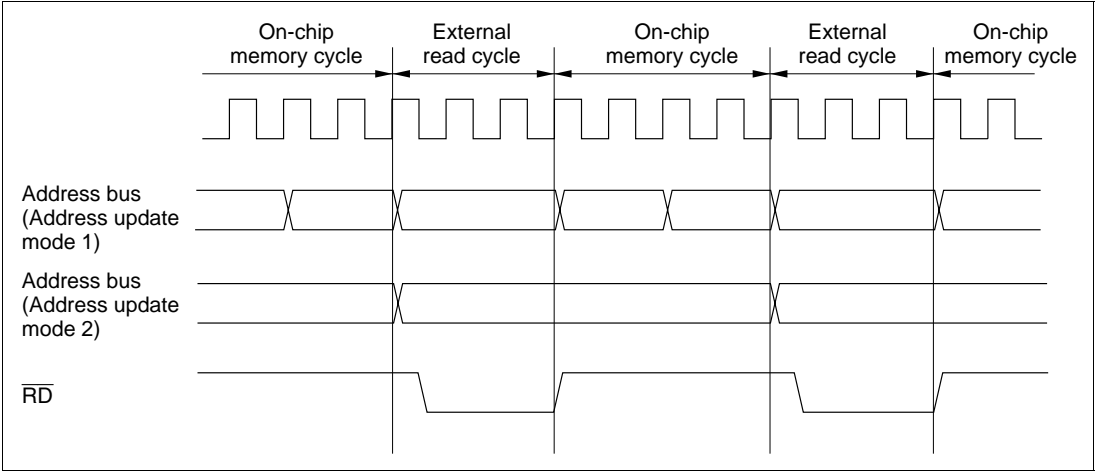 On-chip
memory cycle
External
read cycle
On-chip
memory cycle
External
read cycle
On-chip
memory cycle
Address bus
(Address update
mode 1)
Address bus
(Address update
mode 2)
R̅D̅